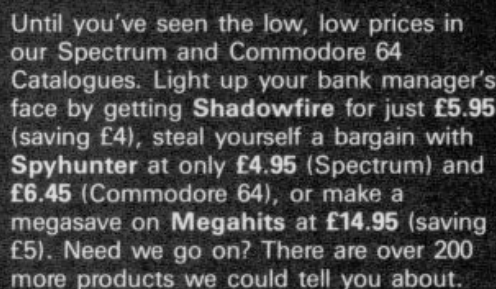 Until you've seen the low, low prices in
our Spectrum and Commodore 64
Catalogues. Light up your bank manager's
face by getting Shadowfire for just £5.95
(saving £4), steal yourself a bargain with
Spyhunter at only £4.95 (Spectrum) and
£6.45 (Commodore 64), or make a
megasave on Megahits at £14.95 (saving
£5). Need we go on? There are over 200
more products we could tell you about.